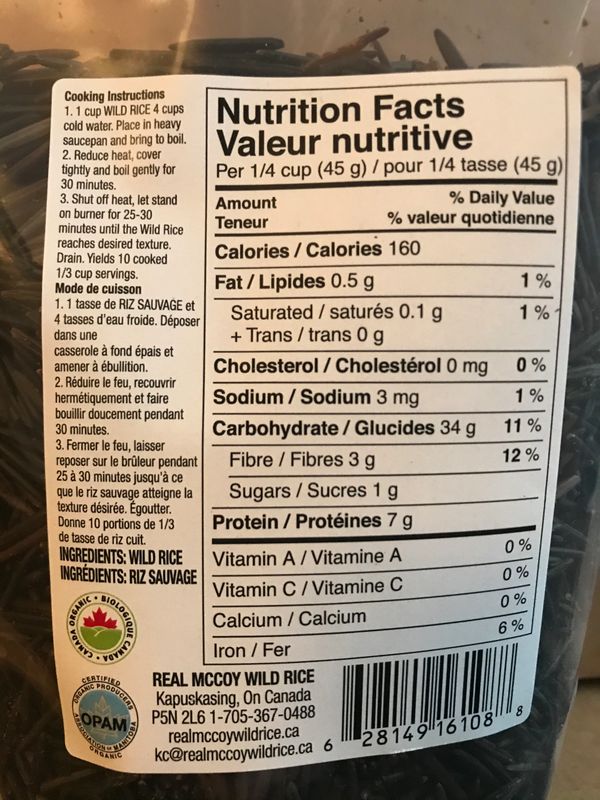 Cooking Instructions
1. 1 cup WILD RICE 4 cups
cold water. Place in heavy
saucepan and bring to boil.
2. Reduce heat, cover
tightly and boil gently for
30 minutes.
3. Shut off heat, let stand
on burner for 25-30
minutes until the Wild Rice
reaches desired texture.
Drain. Yields 10 cooked
1/3 cup servings.
Mode de cuisson
1. 1 tasse de RIZ SAUVAGE et
4 tasses d'eau froide. Déposer
dans une
casserole à fond épais et
amener à ébullition.
2. Réduire le feu, recouvrir
hermétiquement et faire
bouillir doucement pendant
30 minutes.
3. Fermer le feu, laisser
reposer sur le brûleur pendant
25 à 30 minutes jusqu'à ce
que le riz sauvage atteigne la
texture désirée. Égoutter.
Donne 10 portions de 1/3
de tasse de riz cuit.
INGREDIENTS: WILD RICE
INGRÉDIENTS: RIZ SAUVAGE
Nutrition Facts
Valeur nutritive
Per 1/4 cup (45 g) / pour 1/4 tasse (45 g)
Amount % Daily Value
Teneur % valeur quotidienne
Calories / Calories 160
Fat / Lipides 0.5 g 1 %
Saturated / saturés 0.1 g 1 %
+ Trans / trans 0 g
Cholesterol / Cholestérol 0 mg 0 %
Sodium / Sodium 3 mg 1 %
Carbohydrate / Glucides 34 g 11 %
Fibre / Fibres 3 g 12 %
Sugars / Sucres 1 g
Protein / Protéines 7 g
Vitamin A / Vitamine A 0 %
Vitamin C / Vitamine C 0 %
Calcium / Calcium 0 %
Iron / Fer 6 %
CANADA ORGANIC • BIOLOGIQUE CANADA •
CERTIFIED
ORGANIC PRODUCERS
ASSOCIATION OF MANITOBA
OPAM
ORGANIC
REAL MCCOY WILD RICE
Kapuskasing, On Canada
P5N 2L6 1-705-367-0488
realmccoywildrice.ca
kc@realmccoywildrice.ca
6 28149 16108 8